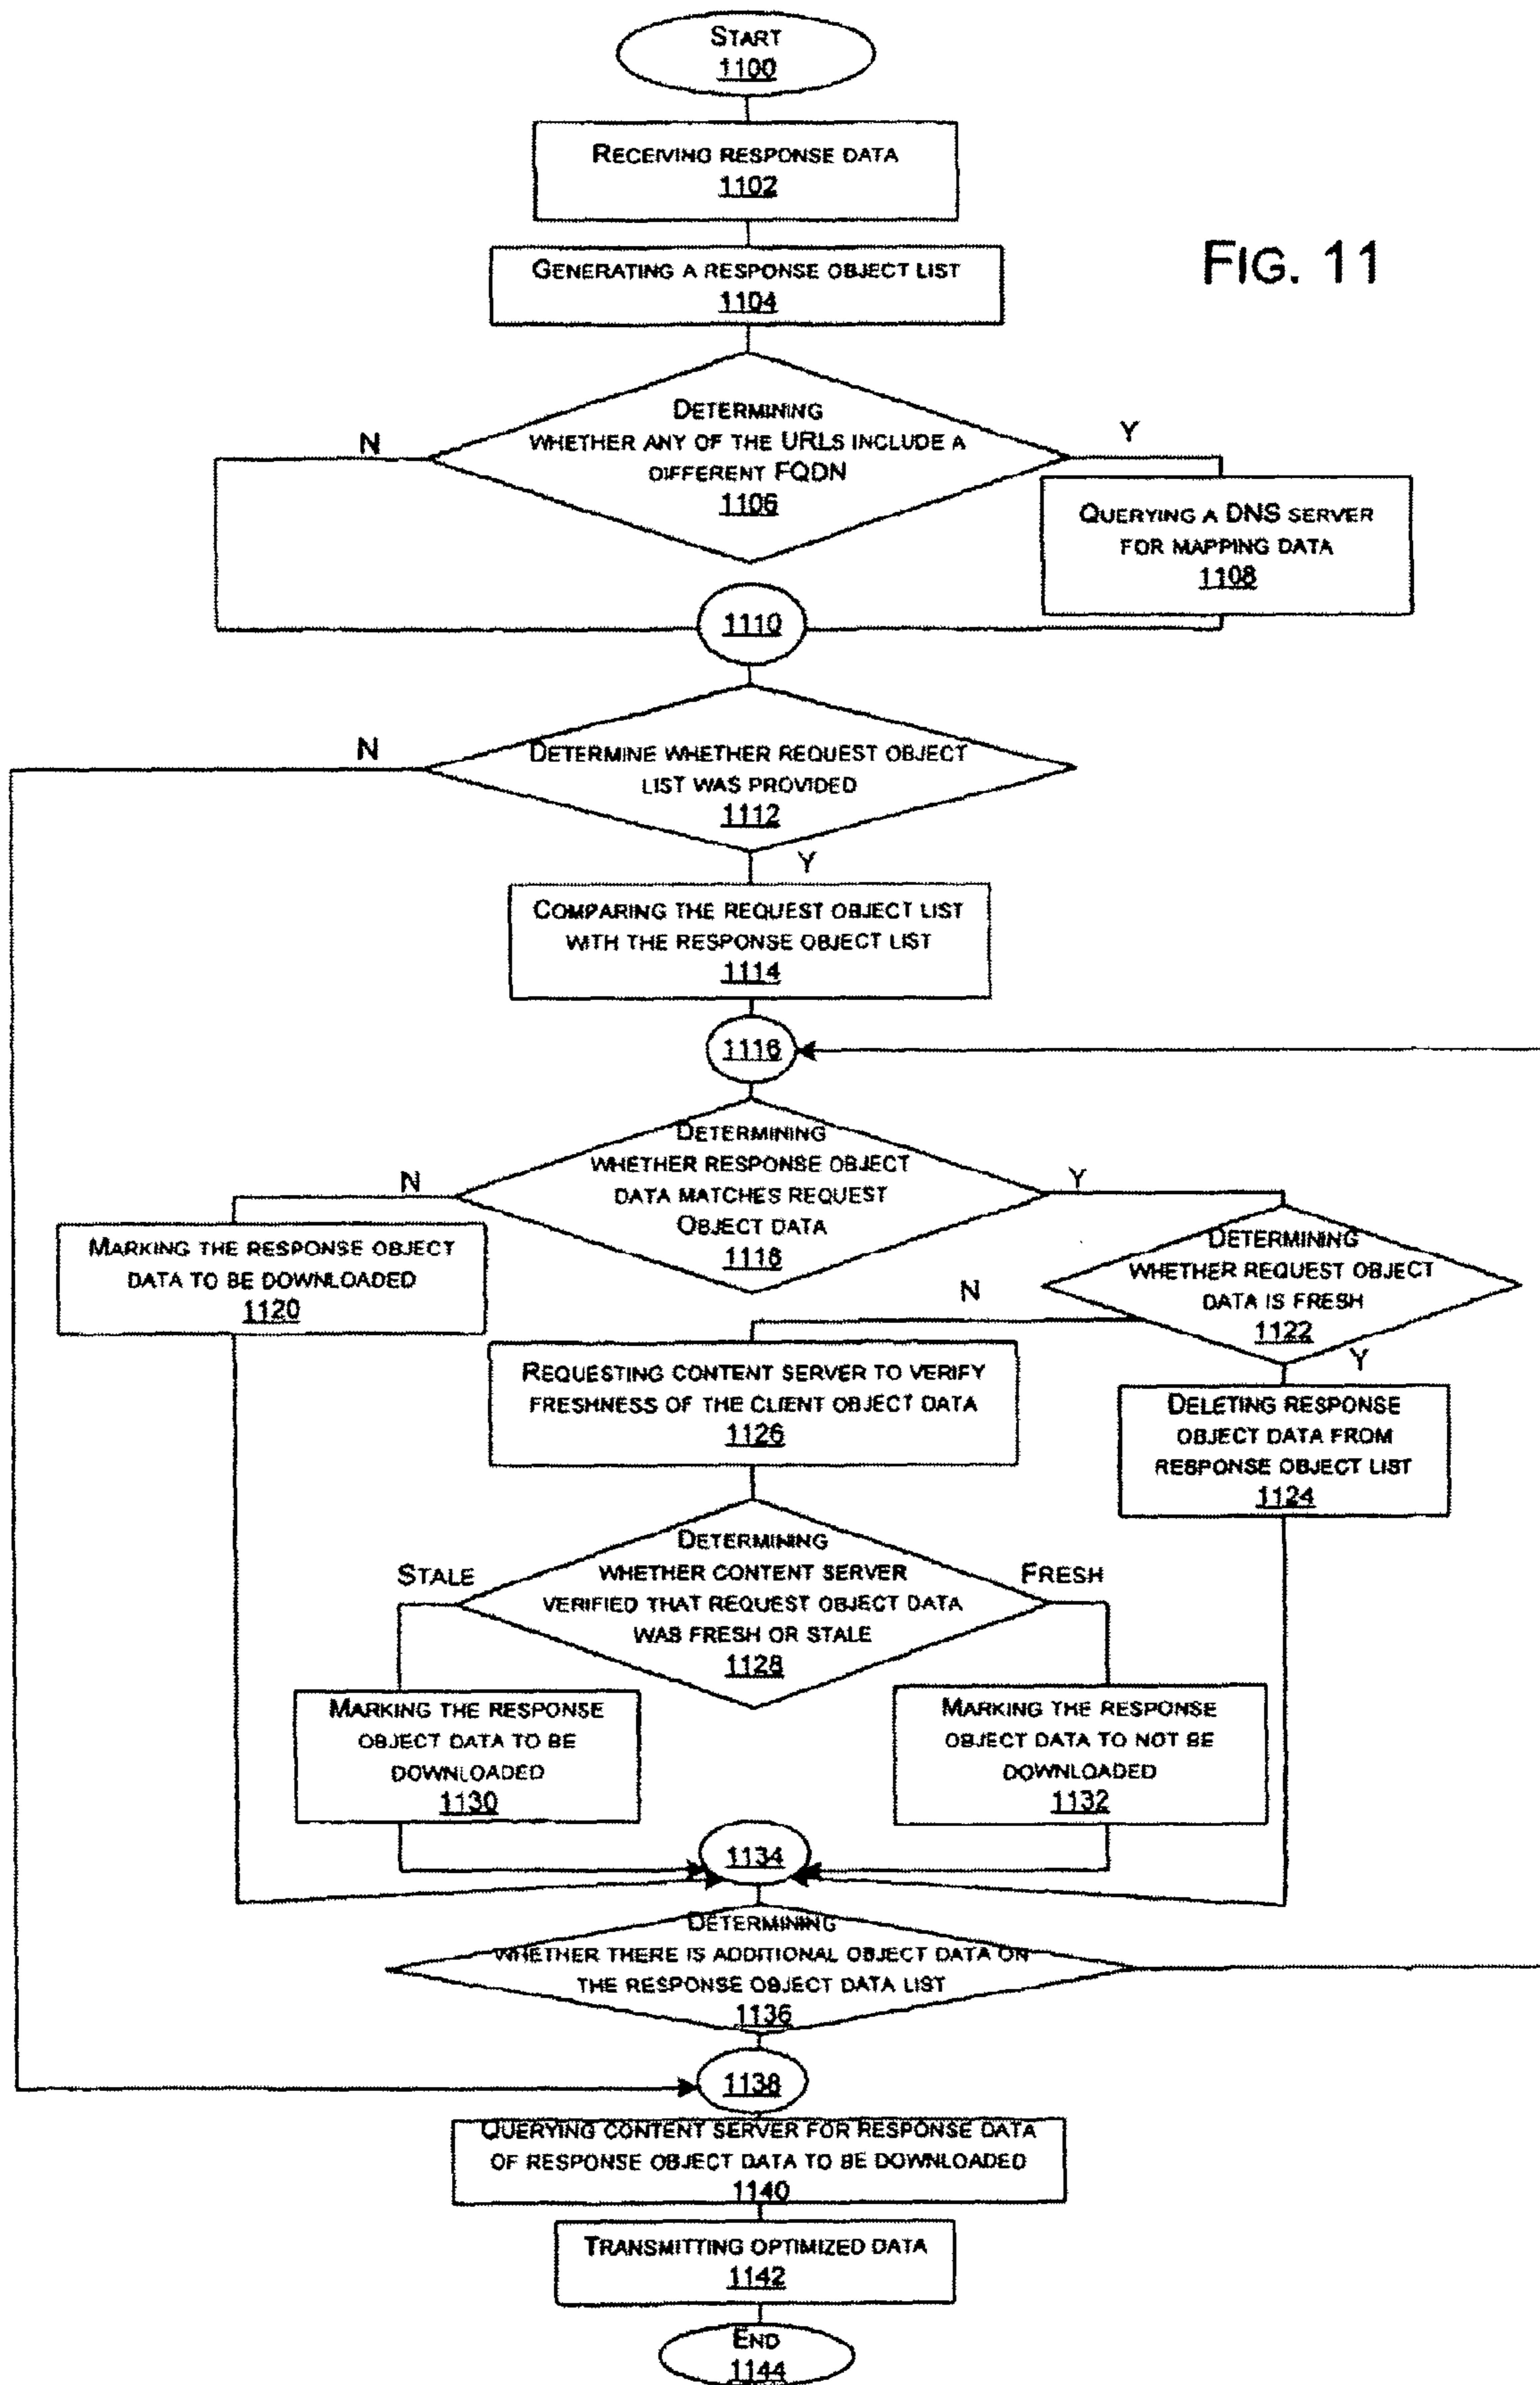 START
1100
RECEIVING RESPONSE DATA
1102
FIG. 11
GENERATING A RESPONSE OBJECT LIST
1104
DETERMINING
WHETHER ANY OF THE URLS INCLUDE A
DIFFERENT FQDN
1106
N
Y
QUERYING A DNS SERVER
FOR MAPPING DATA
1108
1110
DETERMINE WHETHER REQUEST OBJECT
LIST WAS PROVIDED
1112
N
Y
COMPARING THE REQUEST OBJECT LIST
WITH THE RESPONSE OBJECT LIST
1114
1116
DETERMINING
WHETHER RESPONSE OBJECT
DATA MATCHES REQUEST
OBJECT DATA
1118
N
Y
MARKING THE RESPONSE OBJECT
DATA TO BE DOWNLOADED
1120
DETERMINING
WHETHER REQUEST OBJECT
DATA IS FRESH
1122
N
Y
REQUESTING CONTENT SERVER TO VERIFY
FRESHNESS OF THE CLIENT OBJECT DATA
1126
DELETING RESPONSE
OBJECT DATA FROM
RESPONSE OBJECT LIST
1124
DETERMINING
WHETHER CONTENT SERVER
VERIFIED THAT REQUEST OBJECT DATA
WAS FRESH OR STALE
1128
STALE
FRESH
MARKING THE RESPONSE
OBJECT DATA TO BE
DOWNLOADED
1130
MARKING THE RESPONSE
OBJECT DATA TO NOT BE
DOWNLOADED
1132
1134
DETERMINING
WHETHER THERE IS ADDITIONAL OBJECT DATA ON
THE RESPONSE OBJECT DATA LIST
1136
1138
QUERYING CONTENT SERVER FOR RESPONSE DATA
OF RESPONSE OBJECT DATA TO BE DOWNLOADED
1140
TRANSMITTING OPTIMIZED DATA
1142
END
1144